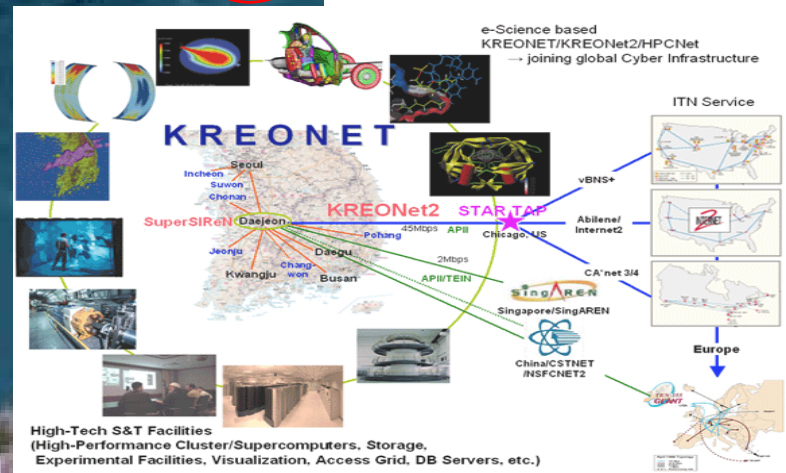 e-Science based
KREONET/KREONet2/HPCNet
→ joining global Cyber Infrastructure
ITN Service
KREONET
Seoul
Incheon
Suwon
Chonan
vBNS+
KREONet2
STAR TAP
SuperSIReN
Daejeon
45Mbps
APII
Chicago, US
Abilene/
Internet2
INTERNET
Pohang
Jeonju
Daegu
2Mbps
CA*net 3/4
Kwangju
Chang-
won
Busan
APII/TEIN
SingAREN
Singapore/SingAREN
China/CSTNET
/NSFCNET2
Europe
GEANT
High-Tech S&T Facilities
(High-Performance Cluster/Supercomputers, Storage,
Experimental Facilities, Visualization, Access Grid, DB Servers, etc.)